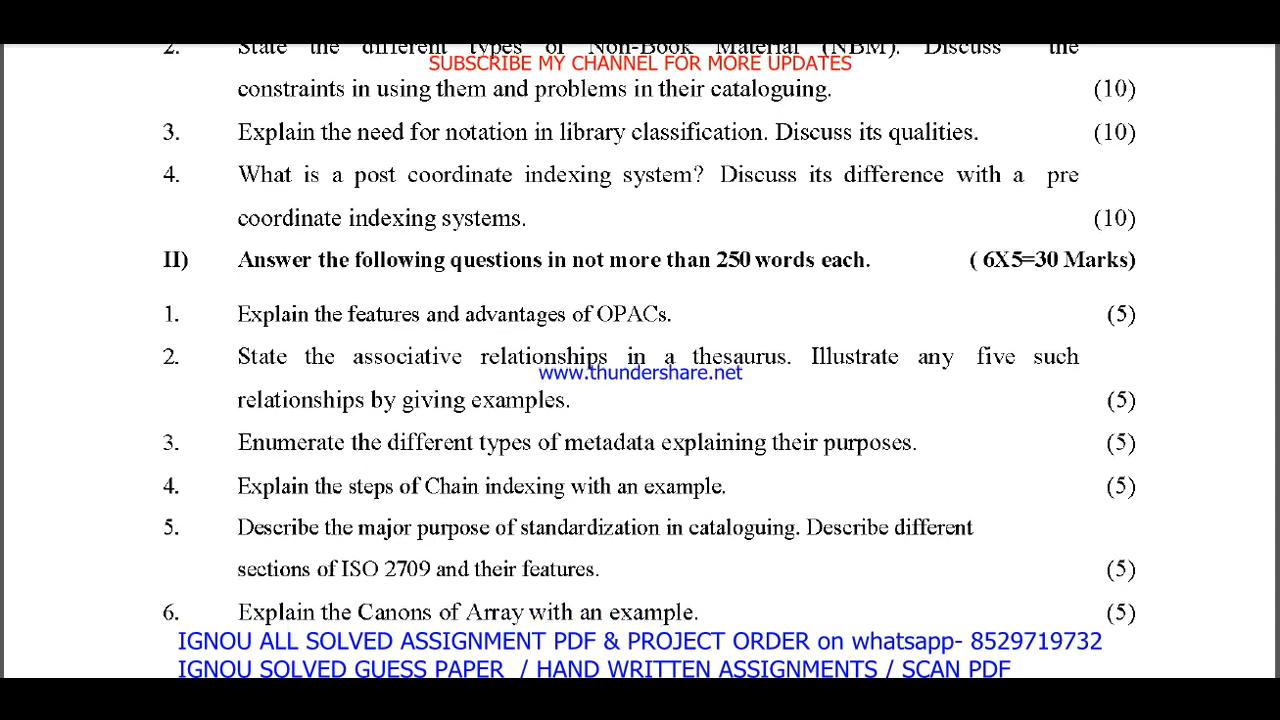 2. State the different types of Non-Book Material (NBM). Discuss the
SUBSCRIBE MY CHANNEL FOR MORE UPDATES
constraints in using them and problems in their cataloguing. (10)
3. Explain the need for notation in library classification. Discuss its qualities. (10)
4. What is a post coordinate indexing system? Discuss its difference with a pre
coordinate indexing systems. (10)
II) Answer the following questions in not more than 250 words each. ( 6X5=30 Marks)
1. Explain the features and advantages of OPACs. (5)
2. State the associative relationships in a thesaurus. Illustrate any five such
www.thundershare.net
relationships by giving examples. (5)
3. Enumerate the different types of metadata explaining their purposes. (5)
4. Explain the steps of Chain indexing with an example. (5)
5. Describe the major purpose of standardization in cataloguing. Describe different
sections of ISO 2709 and their features. (5)
6. Explain the Canons of Array with an example. (5)
IGNOU ALL SOLVED ASSIGNMENT PDF & PROJECT ORDER on whatsapp- 8529719732
IGNOU SOLVED GUESS PAPER / HAND WRITTEN ASSIGNMENTS / SCAN PDF